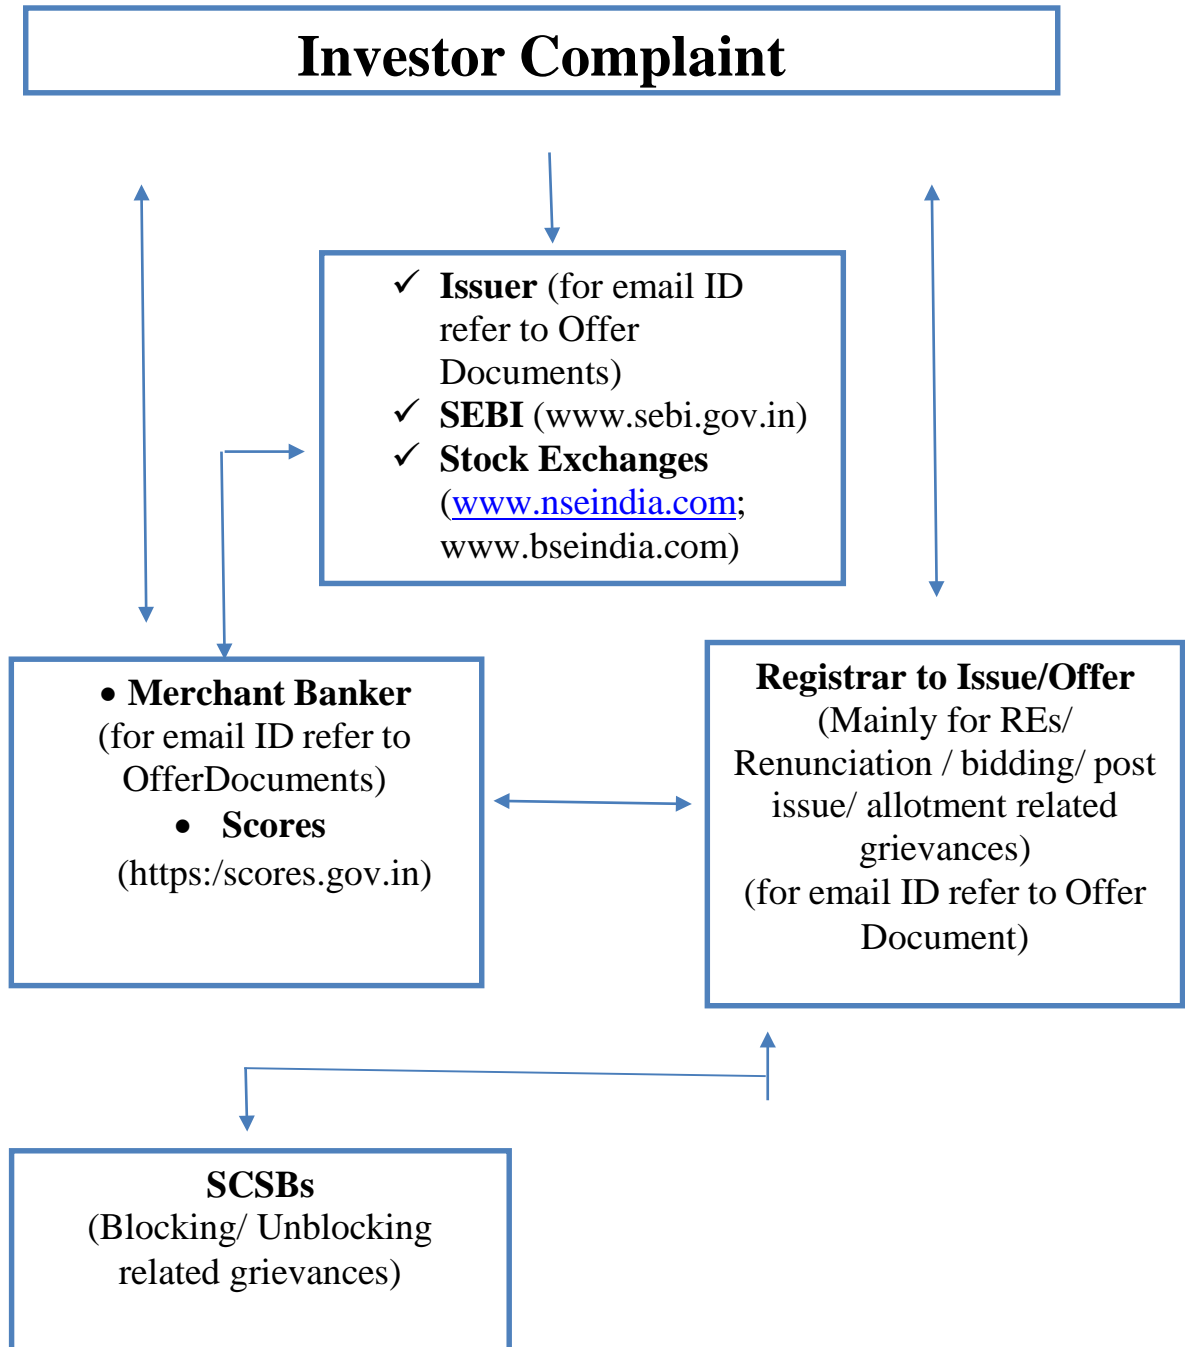 Investor Complaint
✓ Issuer (for email ID
refer to Offer
Documents)
✓ SEBI (www.sebi.gov.in)
✓ Stock Exchanges
(www.nseindia.com;
www.bseindia.com)
• Merchant Banker
(for email ID refer to
OfferDocuments)
• Scores
(https:/scores.gov.in)
Registrar to Issue/Offer
(Mainly for REs/
Renunciation / bidding/ post
issue/ allotment related
grievances)
(for email ID refer to Offer
Document)
SCSBs
(Blocking/ Unblocking
related grievances)